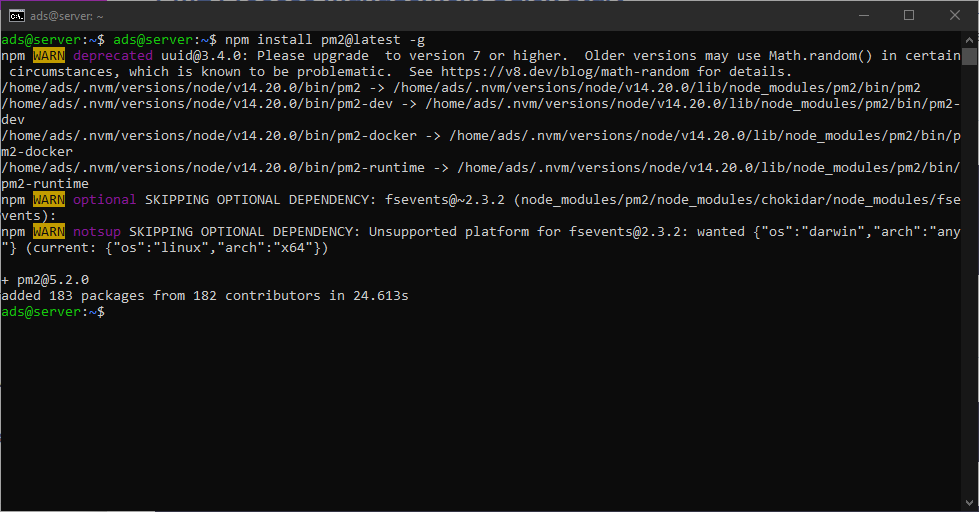 ads@server: ~
ads@server:~$ ads@server:~$ npm install pm2@latest -g
npm WARN deprecated uuid@3.4.0: Please upgrade  to version 7 or higher.  Older versions may use Math.random() in certain
 circumstances, which is known to be problematic.  See https://v8.dev/blog/math-random for details.
/home/ads/.nvm/versions/node/v14.20.0/bin/pm2 -> /home/ads/.nvm/versions/node/v14.20.0/lib/node_modules/pm2/bin/pm2
/home/ads/.nvm/versions/node/v14.20.0/bin/pm2-dev -> /home/ads/.nvm/versions/node/v14.20.0/lib/node_modules/pm2/bin/pm2-
dev
/home/ads/.nvm/versions/node/v14.20.0/bin/pm2-docker -> /home/ads/.nvm/versions/node/v14.20.0/lib/node_modules/pm2/bin/p
m2-docker
/home/ads/.nvm/versions/node/v14.20.0/bin/pm2-runtime -> /home/ads/.nvm/versions/node/v14.20.0/lib/node_modules/pm2/bin/
pm2-runtime
npm WARN optional SKIPPING OPTIONAL DEPENDENCY: fsevents@~2.3.2 (node_modules/pm2/node_modules/chokidar/node_modules/fse
vents):
npm WARN notsup SKIPPING OPTIONAL DEPENDENCY: Unsupported platform for fsevents@2.3.2: wanted {"os":"darwin","arch":"any
"} (current: {"os":"linux","arch":"x64"})
+ pm2@5.2.0
added 183 packages from 182 contributors in 24.613s
ads@server:~$